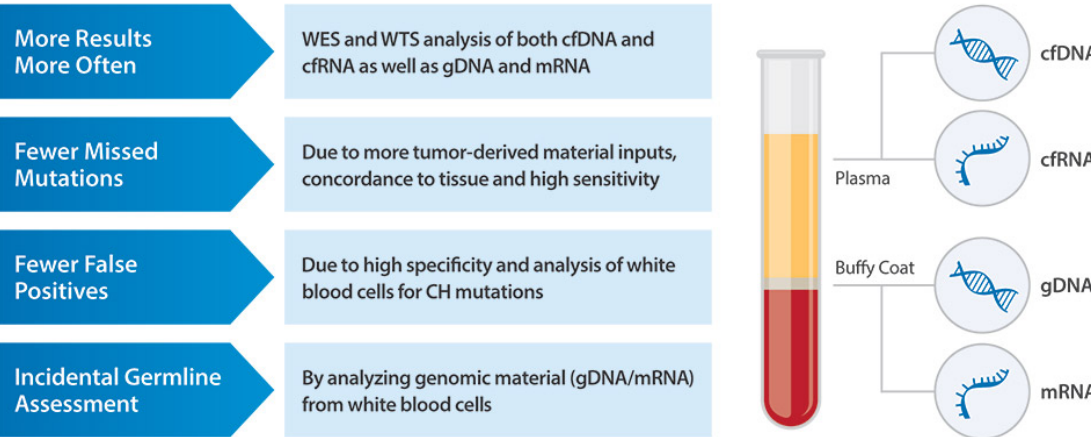 More Results
More Often
WES and WTS analysis of both cfDNA and
cfRNA as well as gDNA and mRNA
Fewer Missed
Mutations
Due to more tumor-derived material inputs,
concordance to tissue and high sensitivity
Fewer False
Positives
Due to high specificity and analysis of white
blood cells for CH mutations
Incidental Germline
Assessment
By analyzing genomic material (gDNA/mRNA)
from white blood cells
cfDNA
cfRNA
Plasma
Buffy Coat
gDNA
mRNA